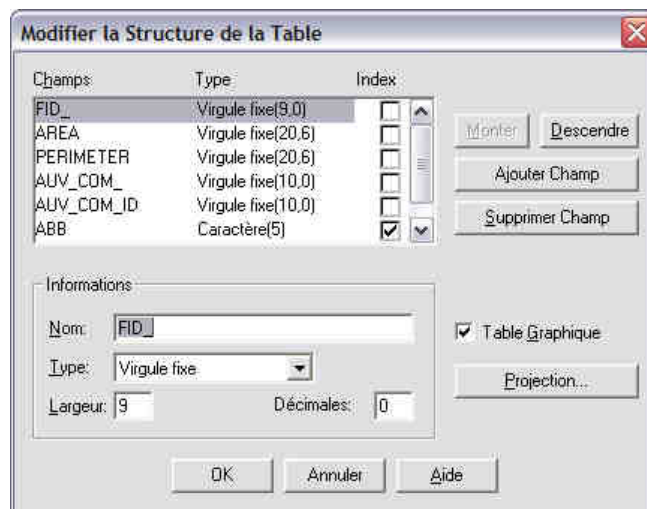 Modifier la Structure de la Table
Champs Type Index
FID_ Virgule fixe(9,0)
AREA Virgule fixe(20,6)
PERIMETER Virgule fixe(20,6)
AUV_COM_ Virgule fixe(10,0)
AUV_COM_ID Virgule fixe(10,0)
ABB Caractère(5)
Monter Descendre
Ajouter Champ
Supprimer Champ
Informations
Nom: FID_
Type: Virgule fixe
Largeur: 9 Décimales: 0
Table Graphique
Projection...
OK Annuler Aide